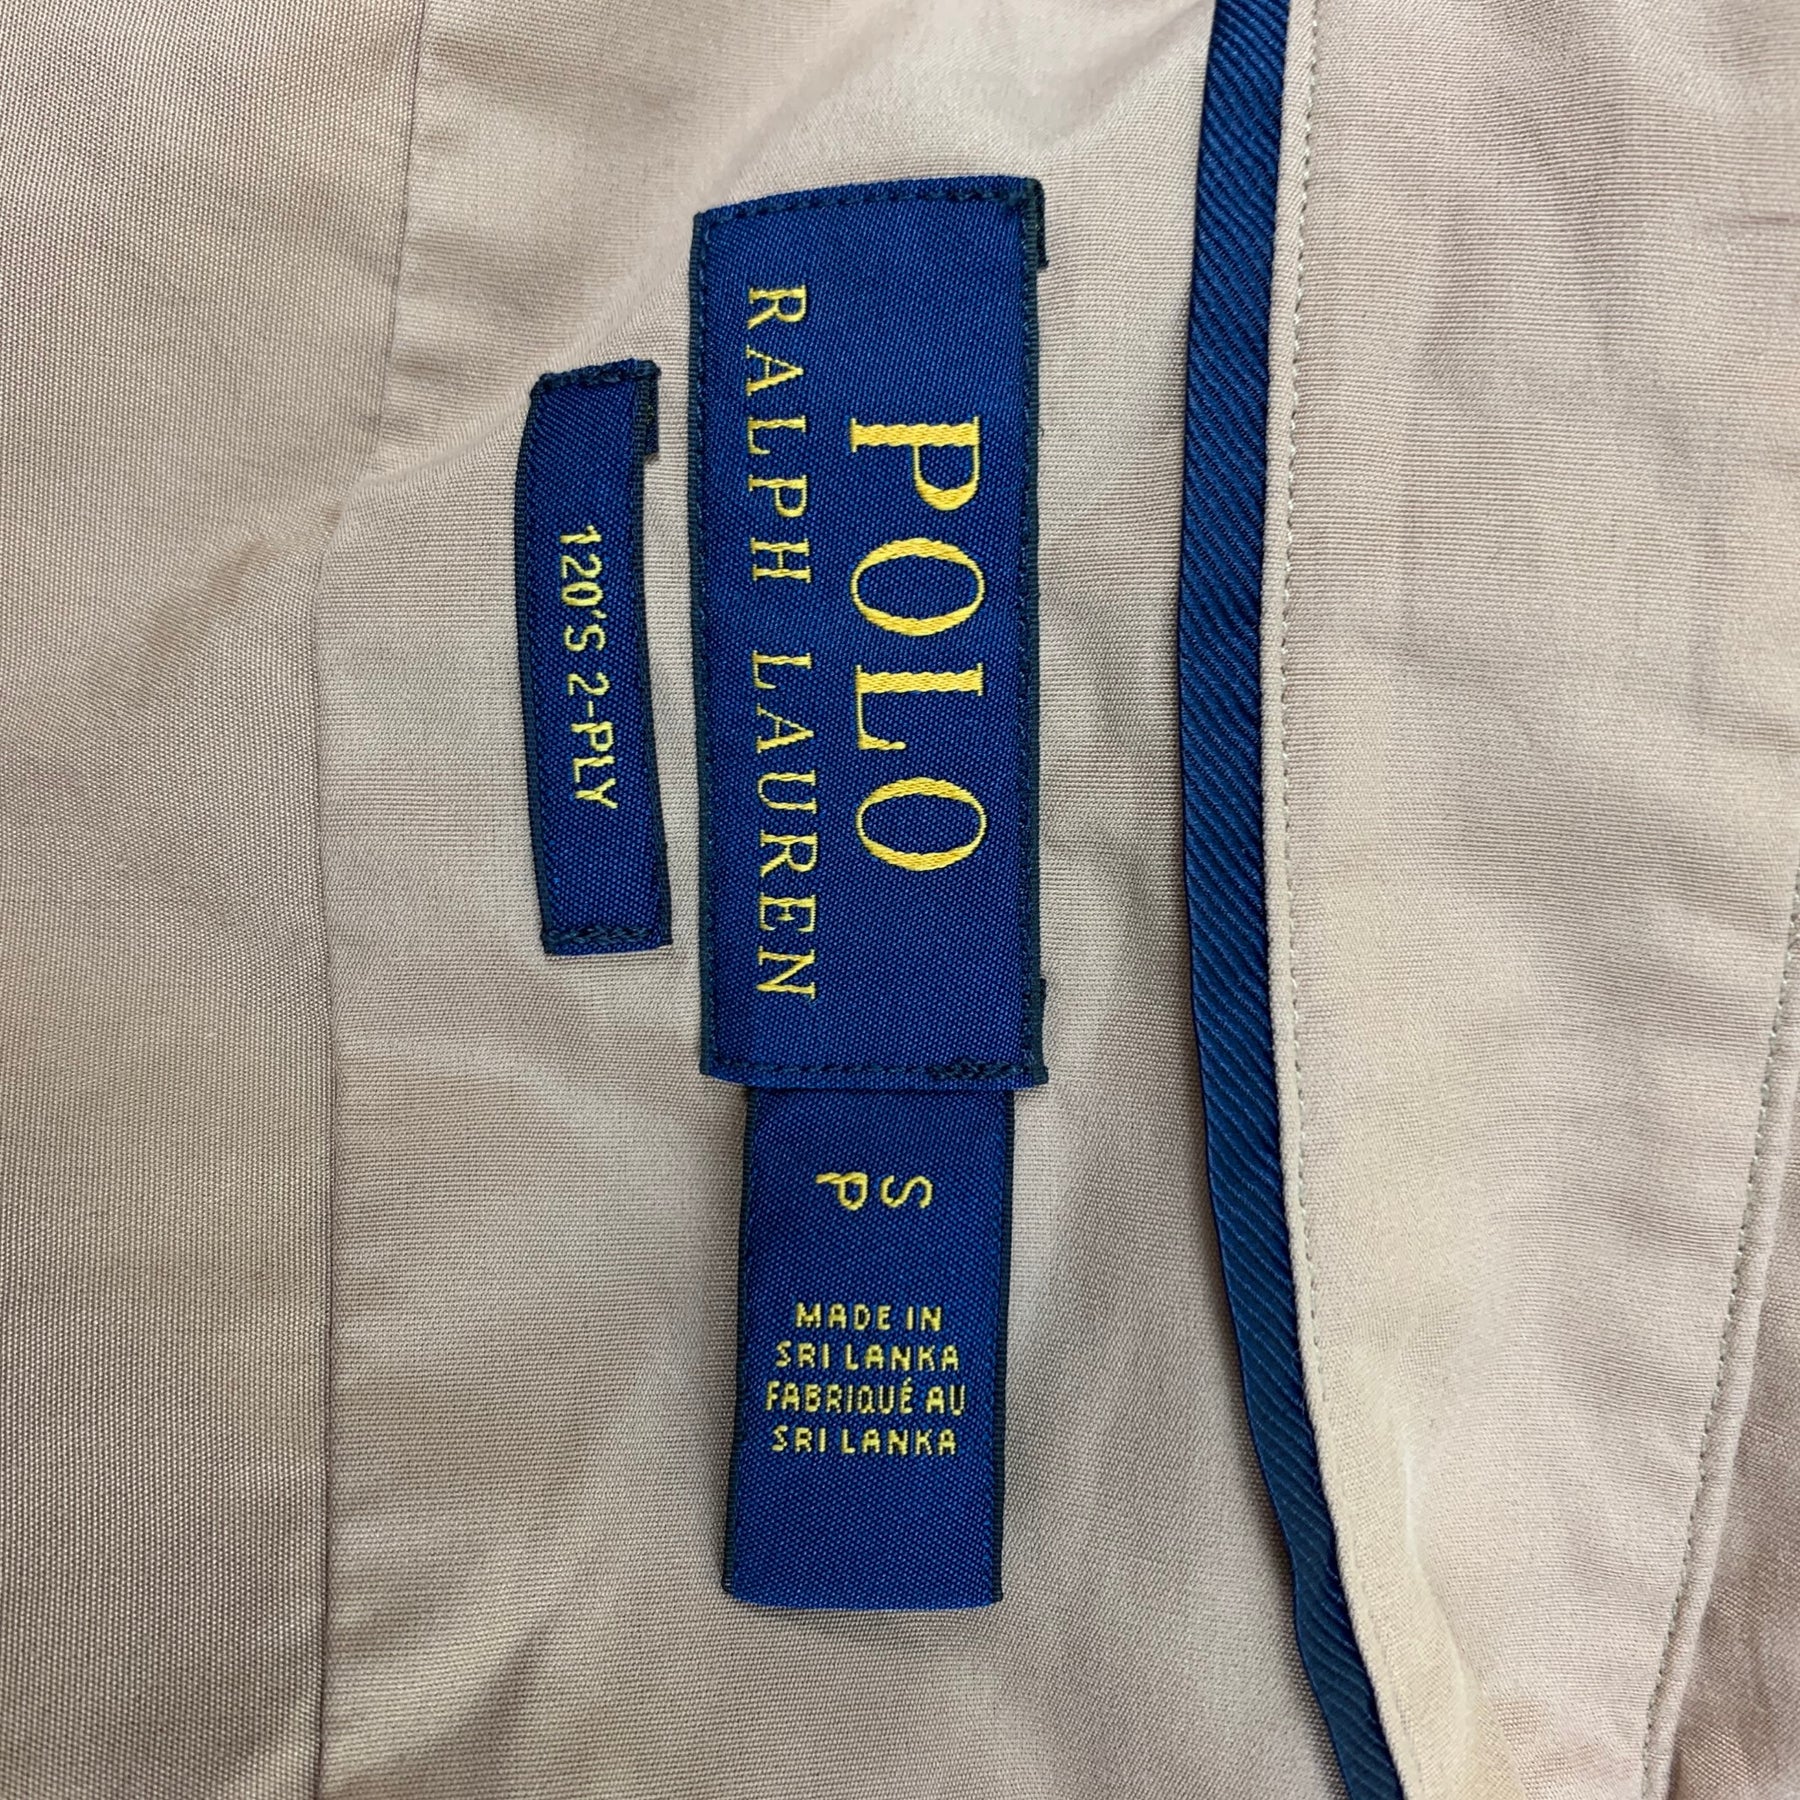 POLO
RALPH LAUREN
120'S 2-PLY
S
P
MADE IN
SRI LANKA
FABRIQUÉ AU
SRI LANKA